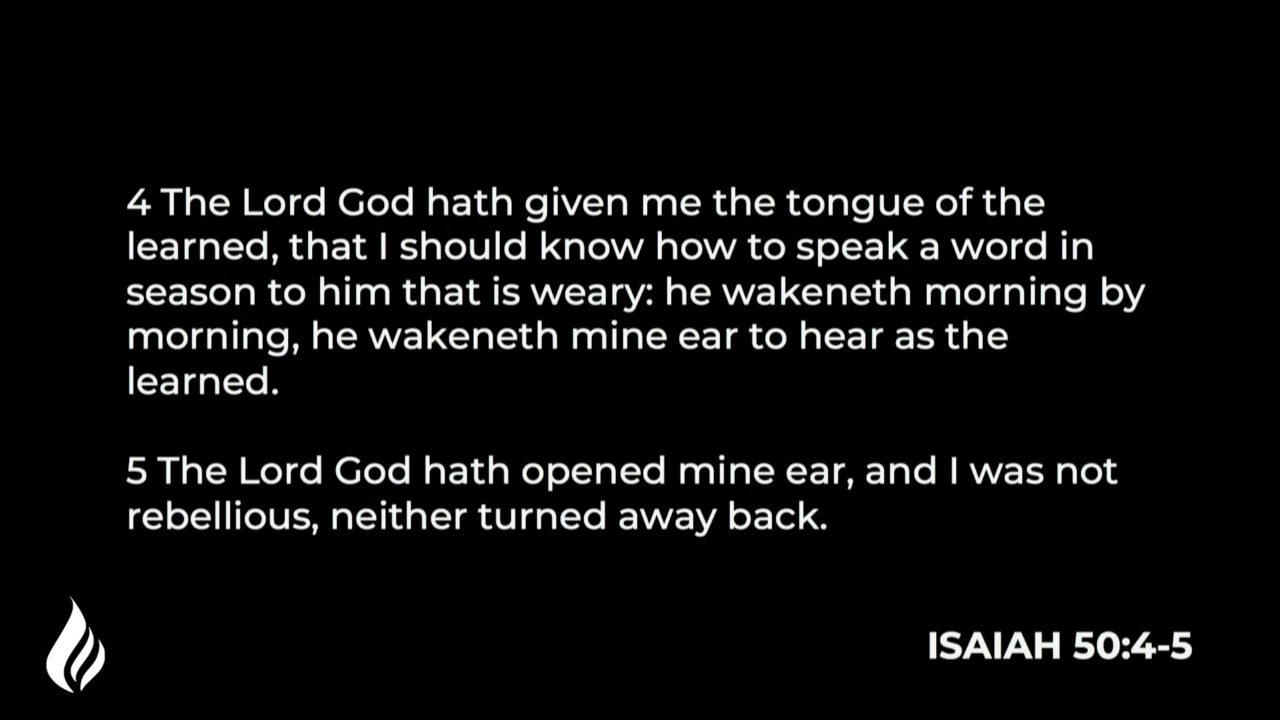 4 The Lord God hath given me the tongue of the
learned, that I should know how to speak a word in
season to him that is weary: he wakeneth morning by
morning, he wakeneth mine ear to hear as the
learned.
5 The Lord God hath opened mine ear, and I was not
rebellious, neither turned away back.
ISAIAH 50:4-5